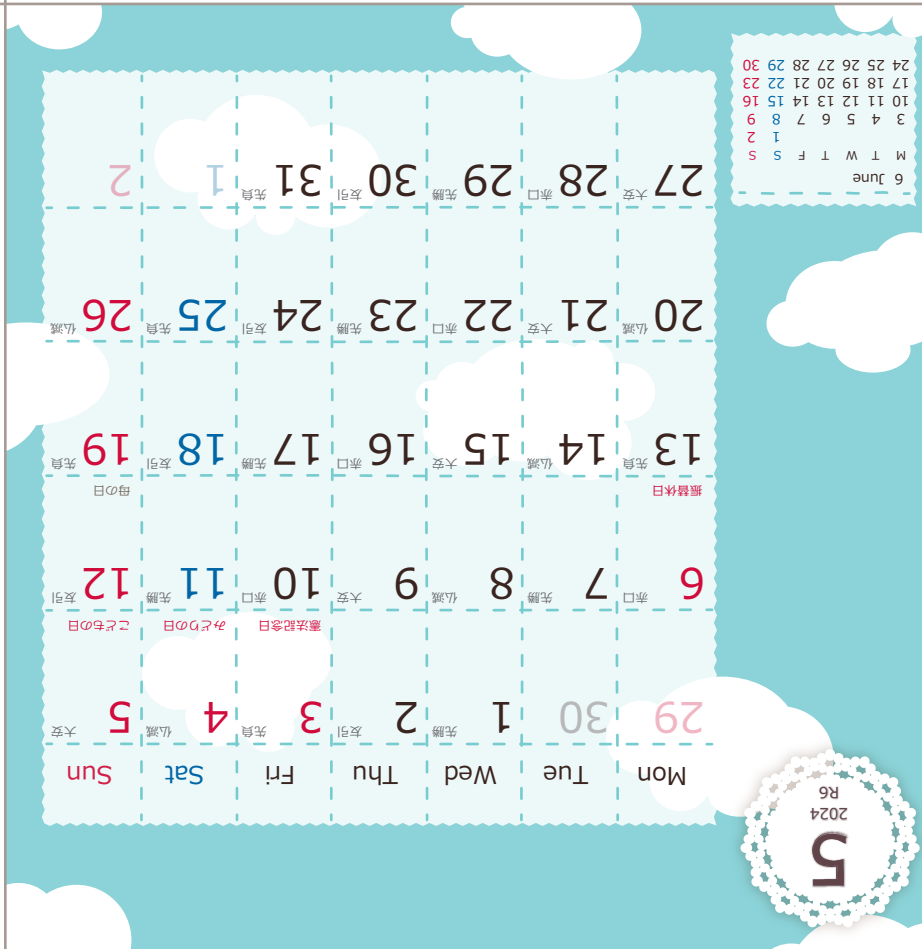 5
2024
R6
Mon Tue Wed Thu Fri Sat Sun
29 30 1 先勝 2 友引 3 先負 4 仏滅 5 大安
憲法記念日 みどりの日 こどもの日
6 赤口 7 先勝 8 仏滅 9 大安 10 赤口 11 先勝 12 友引
振替休日 母の日
13 先負 14 仏滅 15 大安 16 赤口 17 先勝 18 友引 19 先負
20 仏滅 21 大安 22 赤口 23 先勝 24 友引 25 先負 26 仏滅
27 大安 28 赤口 29 先勝 30 友引 31 先負 1 2
6 June
M T W T F S S
1 2
3 4 5 6 7 8 9
10 11 12 13 14 15 16
17 18 19 20 21 22 23
24 25 26 27 28 29 30